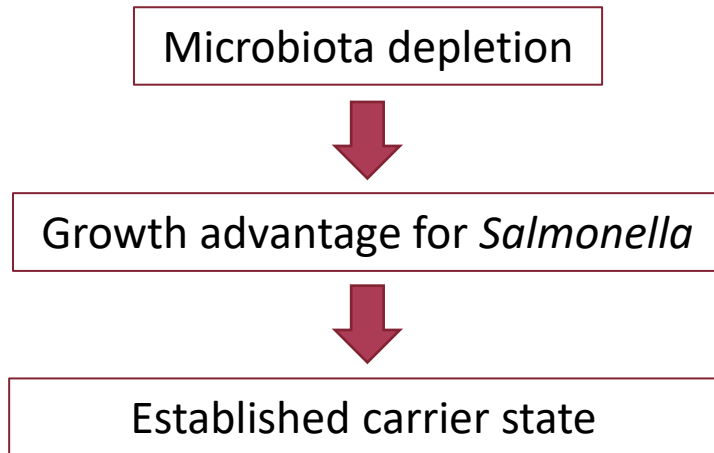 Microbiota depletion
Growth advantage for Salmonella
Established carrier state